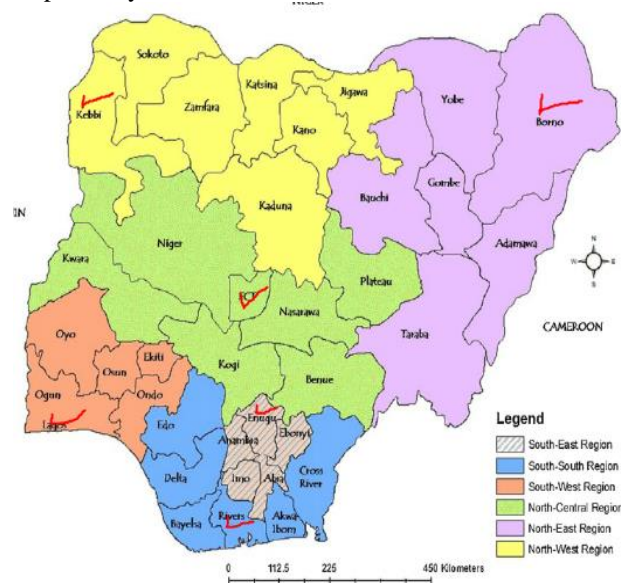 Sokoto
Katsina
Jigawa
Yobe
Kebbi
Zamfara
Kano
Borno
Bauchi
Gombe
Kaduna
Niger
Adamawa
Kwara
Plateau
FCT
Nasarawa
Taraba
CAMEROON
Oyo
Kogi
Benue
Osun
Ekiti
Ogun
Ondo
Lagos
Edo
Enugu
Anambra
Ebonyi
Delta
Imo
Abia
Cross
River
Bayelsa
Rivers
Akwa
Ibom
N
W
E
S
Legend
South-East Region
South-South Region
South-West Region
North-Central Region
North-East Region
North-West Region
0 112.5 225 450 Kilometers